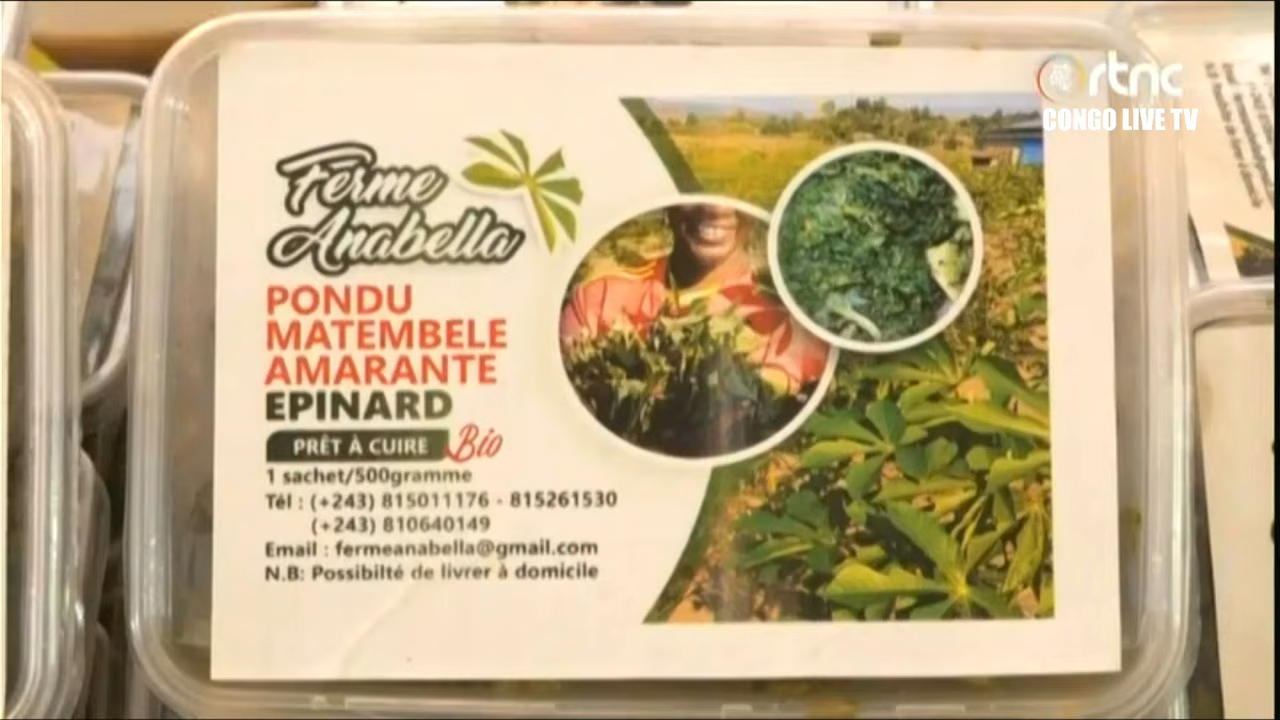 rtnc
CONGO LIVE TV
Ferme
Anabella
PONDU
MATEMBELE
AMARANTE
EPINARD
PRÊT À CUIRE Bio
1 sachet/500gramme
Tél : (+243) 815011176 - 815261530
(+243) 810640149
Email : fermeanabella@gmail.com
N.B: Possibilté de livrer à domicile